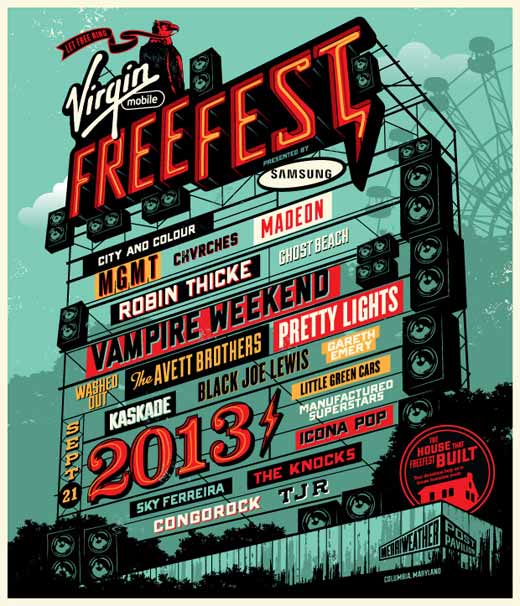 LET FREE RING
Virgin
mobile
FREEFEST
PRESENTED BY
SAMSUNG
CITY AND COLOUR
MADEON
MGMT
CHVRCHES
GHOST BEACH
ROBIN THICKE
VAMPIRE WEEKEND
PRETTY LIGHTS
WASHED
OUT
The AVETT BROTHERS
GARETH
EMERY
BLACK JOE LEWIS
LITTLE GREEN CARS
KASKADE
MANUFACTURED
SUPERSTARS
SEPT
21
2013
ICONA POP
THE KNOCKS
SKY FERREIRA
TJR
CONGOROCK
THE
HOUSE THAT
FREEFEST
BUILT
MERRIWEATHER
POST
PAVILION
COLUMBIA, MARYLAND